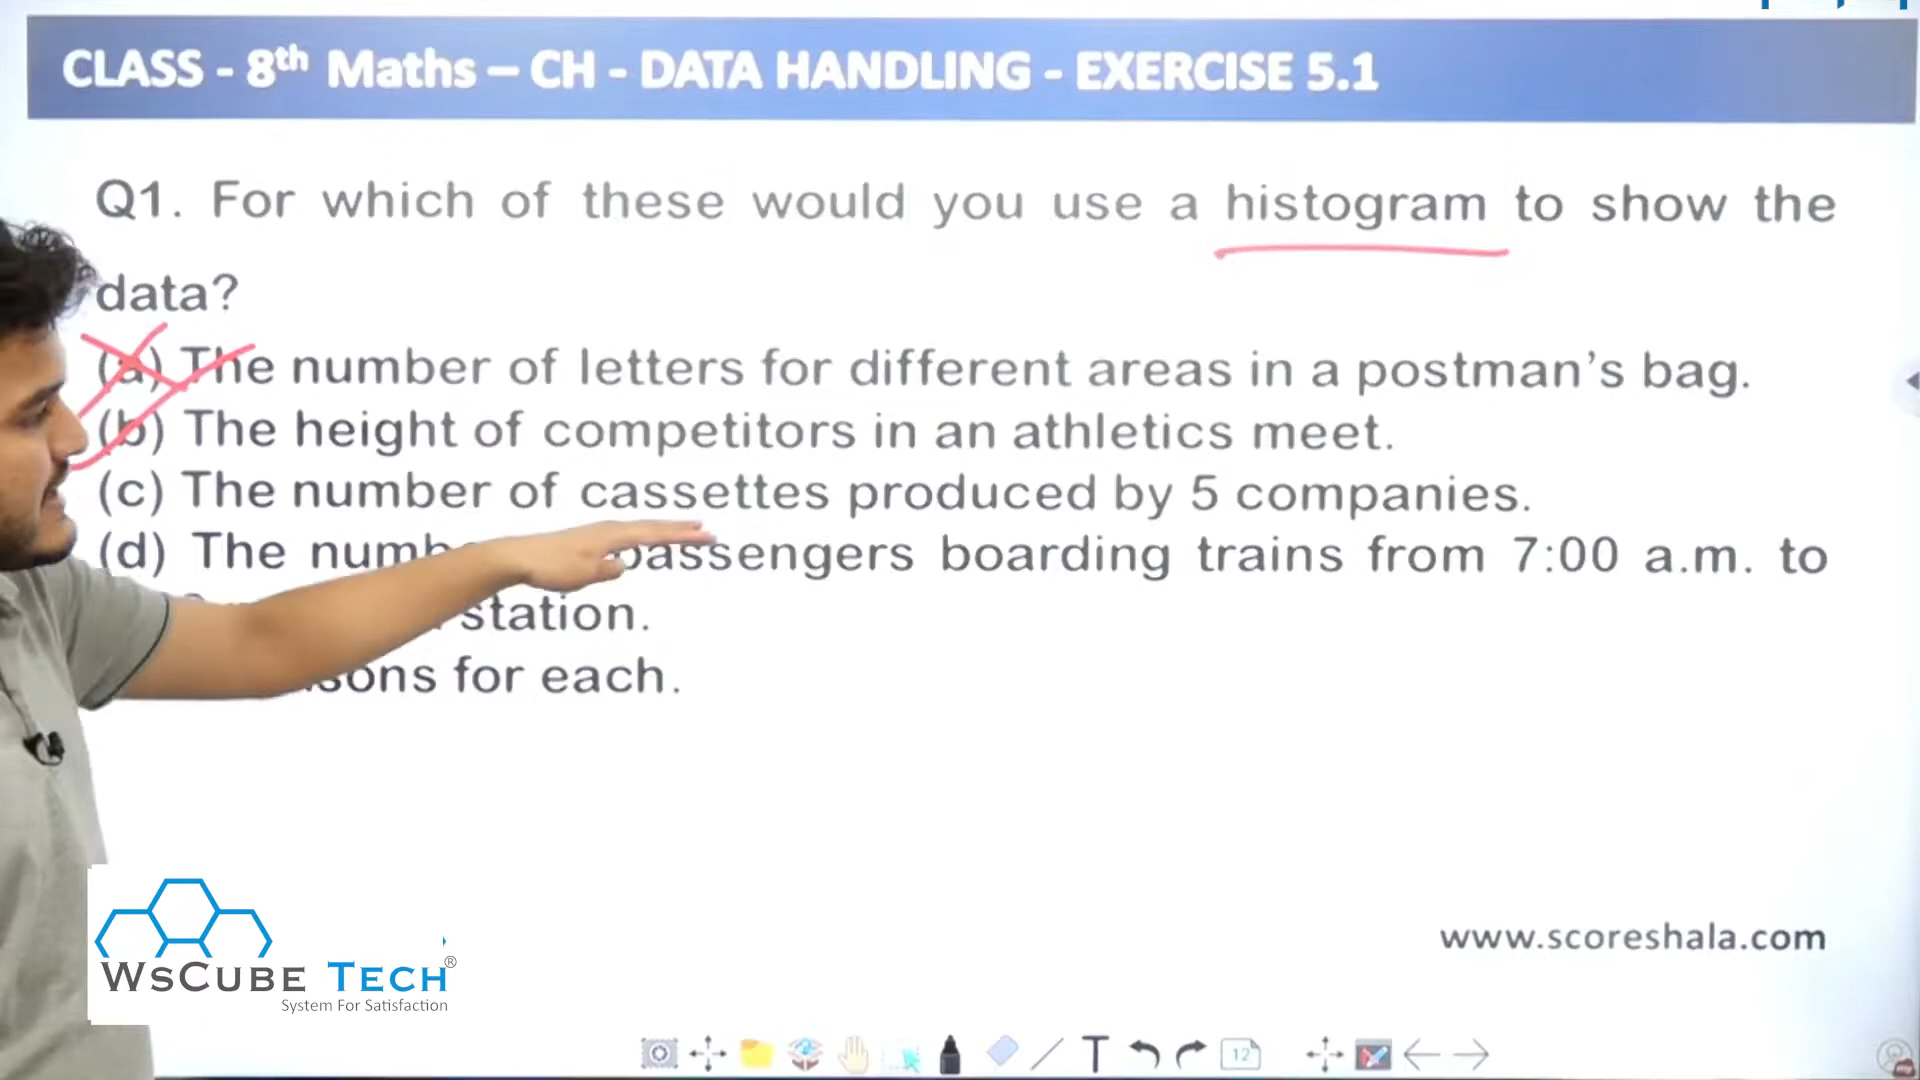 CLASS - 8th Maths – CH - DATA HANDLING - EXERCISE 5.1
Q1. For which of these would you use a histogram to show the
data?
(a) The number of letters for different areas in a postman’s bag.
(b) The height of competitors in an athletics meet.
(c) The number of cassettes produced by 5 companies.
(d) The passengers boarding trains from 7:00 a.m. to
station.
for each.
WSCUBE TECH®
System For Satisfaction
www.scoreshala.com
T
12